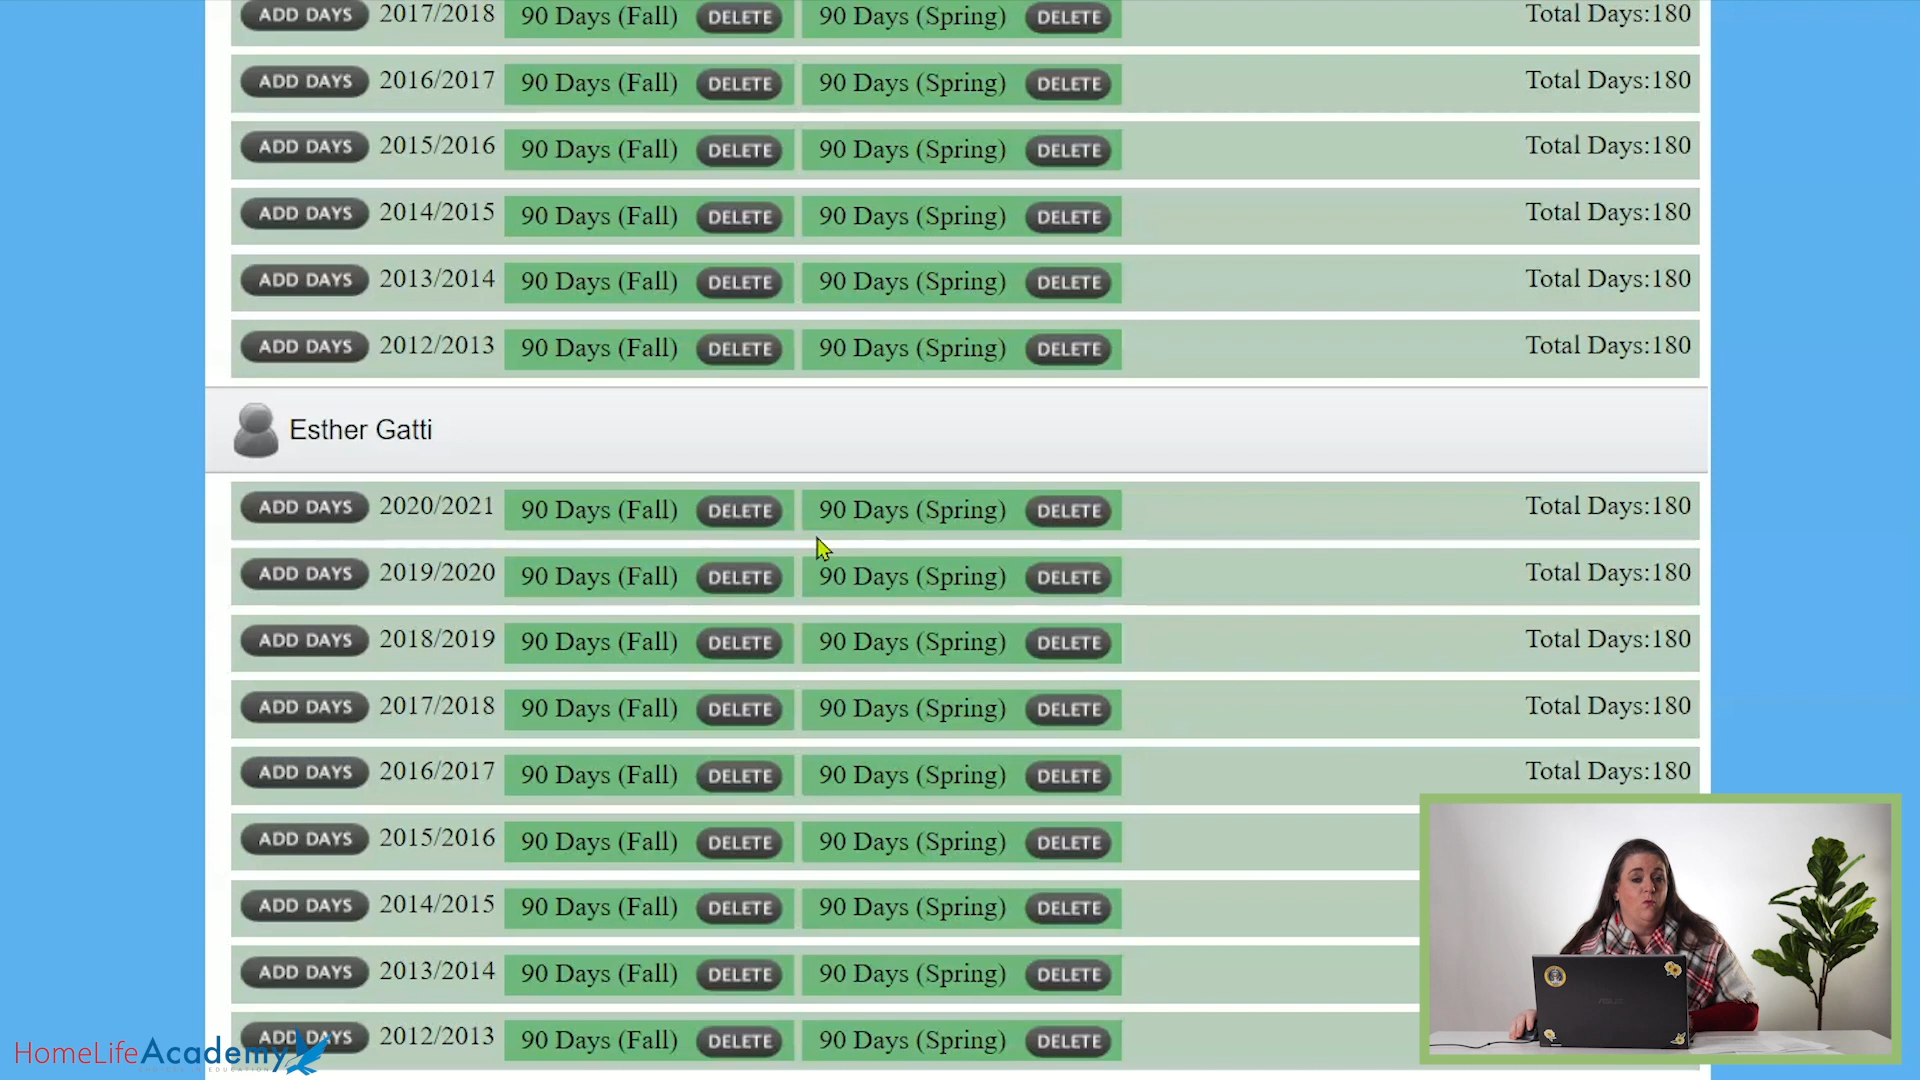 ADD DAYS 2017/2018 90 Days (Fall) DELETE 90 Days (Spring) DELETE Total Days:180
ADD DAYS 2016/2017 90 Days (Fall) DELETE 90 Days (Spring) DELETE Total Days:180
ADD DAYS 2015/2016 90 Days (Fall) DELETE 90 Days (Spring) DELETE Total Days:180
ADD DAYS 2014/2015 90 Days (Fall) DELETE 90 Days (Spring) DELETE Total Days:180
ADD DAYS 2013/2014 90 Days (Fall) DELETE 90 Days (Spring) DELETE Total Days:180
ADD DAYS 2012/2013 90 Days (Fall) DELETE 90 Days (Spring) DELETE Total Days:180
Esther Gatti
ADD DAYS 2020/2021 90 Days (Fall) DELETE 90 Days (Spring) DELETE Total Days:180
ADD DAYS 2019/2020 90 Days (Fall) DELETE 90 Days (Spring) DELETE Total Days:180
ADD DAYS 2018/2019 90 Days (Fall) DELETE 90 Days (Spring) DELETE Total Days:180
ADD DAYS 2017/2018 90 Days (Fall) DELETE 90 Days (Spring) DELETE Total Days:180
ADD DAYS 2016/2017 90 Days (Fall) DELETE 90 Days (Spring) DELETE Total Days:180
ADD DAYS 2015/2016 90 Days (Fall) DELETE 90 Days (Spring) DELETE
ADD DAYS 2014/2015 90 Days (Fall) DELETE 90 Days (Spring) DELETE
ADD DAYS 2013/2014 90 Days (Fall) DELETE 90 Days (Spring) DELETE
ADD DAYS 2012/2013 90 Days (Fall) DELETE 90 Days (Spring) DELETE
HomeLifeAcademy
ASUS